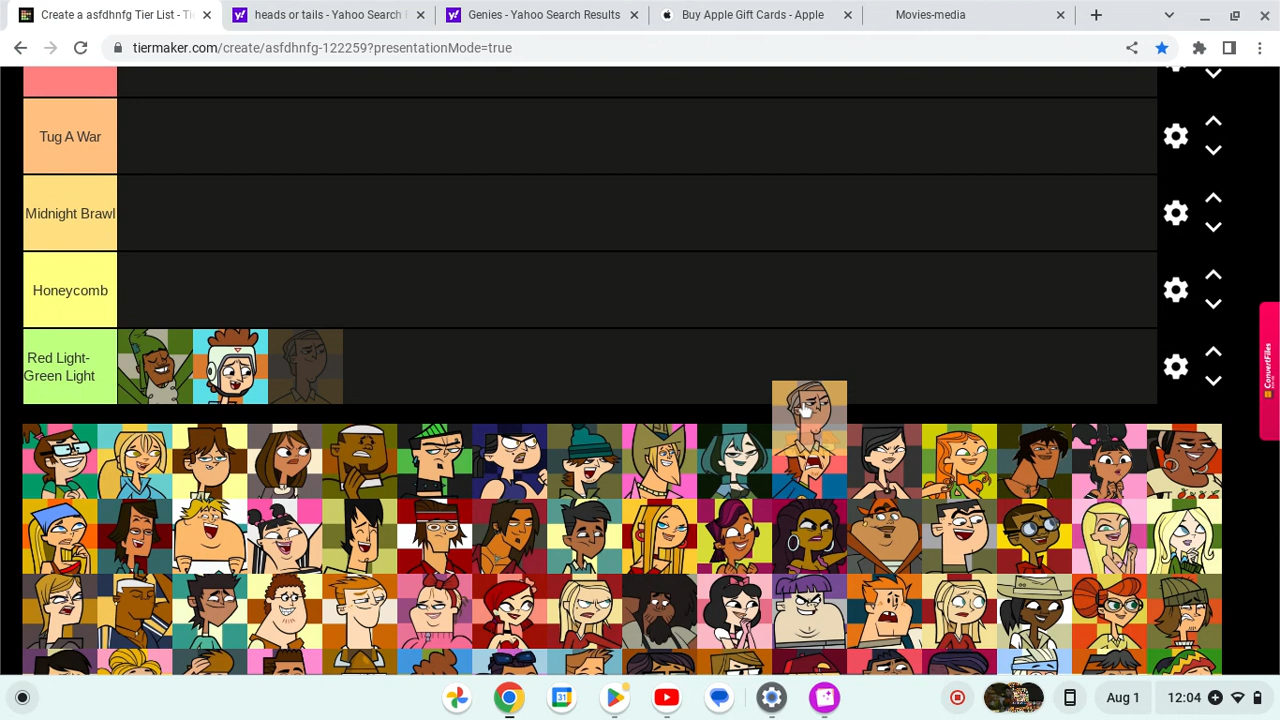 Create a asfdhnfg Tier List - Ti
heads or tails - Yahoo Search
Genies - Yahoo Search Results
Buy Apple Gift Cards - Apple
Movies-media
tiermaker.com/create/asfdhnfg-122259?presentationMode=true
Tug A War
Midnight Brawl
Honeycomb
Red Light-
Green Light
ConvertFiles
31
Aug 1
12:04